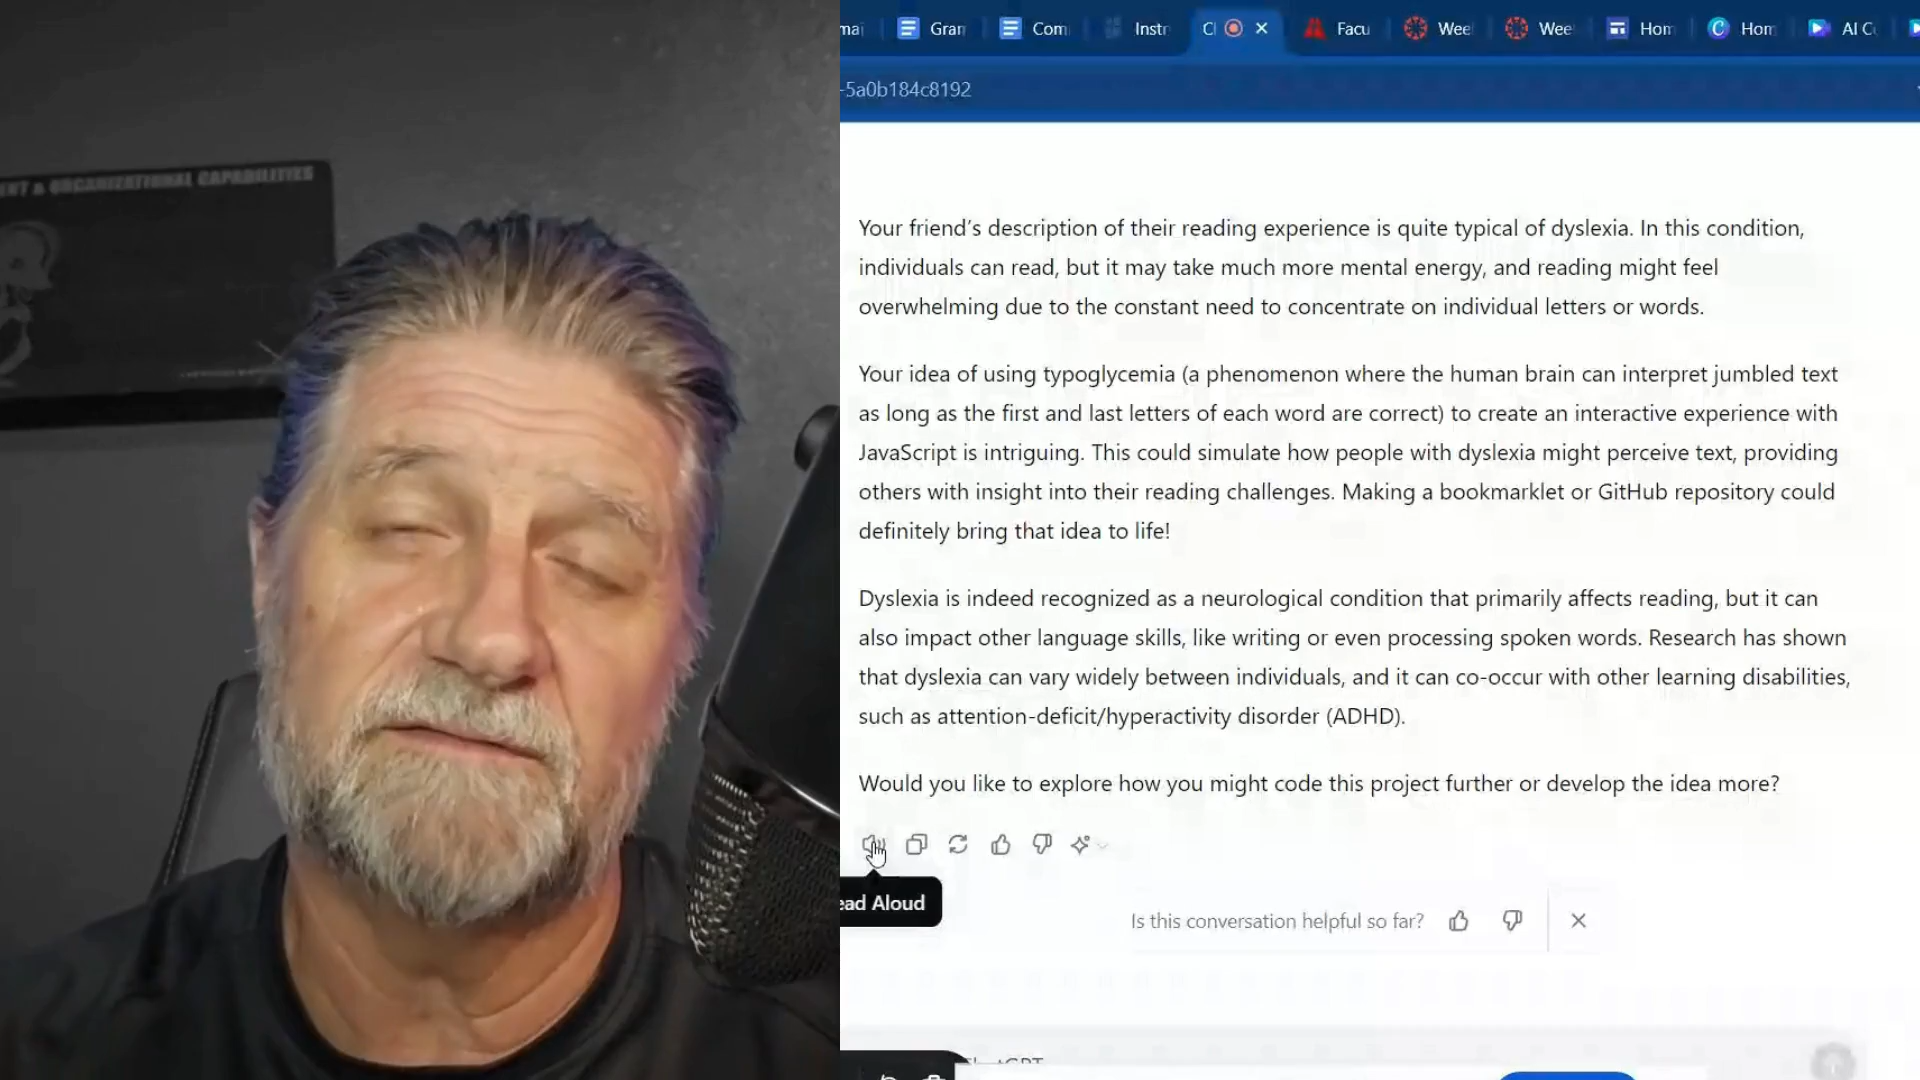 & ORGANIZATIONAL CAPABILITIES
Gran
Com
Instr
Cl
Facu
Wee
Wee
Hom
Hom
AI
-5a0b184c8192
Your friend's description of their reading experience is quite typical of dyslexia. In this condition,
individuals can read, but it may take much more mental energy, and reading might feel
overwhelming due to the constant need to concentrate on individual letters or words.
Your idea of using typoglycemia (a phenomenon where the human brain can interpret jumbled text
as long as the first and last letters of each word are correct) to create an interactive experience with
JavaScript is intriguing. This could simulate how people with dyslexia might perceive text, providing
others with insight into their reading challenges. Making a bookmarklet or GitHub repository could
definitely bring that idea to life!
Dyslexia is indeed recognized as a neurological condition that primarily affects reading, but it can
also impact other language skills, like writing or even processing spoken words. Research has shown
that dyslexia can vary widely between individuals, and it can co-occur with other learning disabilities,
such as attention-deficit/hyperactivity disorder (ADHD).
Would you like to explore how you might code this project further or develop the idea more?
ead Aloud
Is this conversation helpful so far?